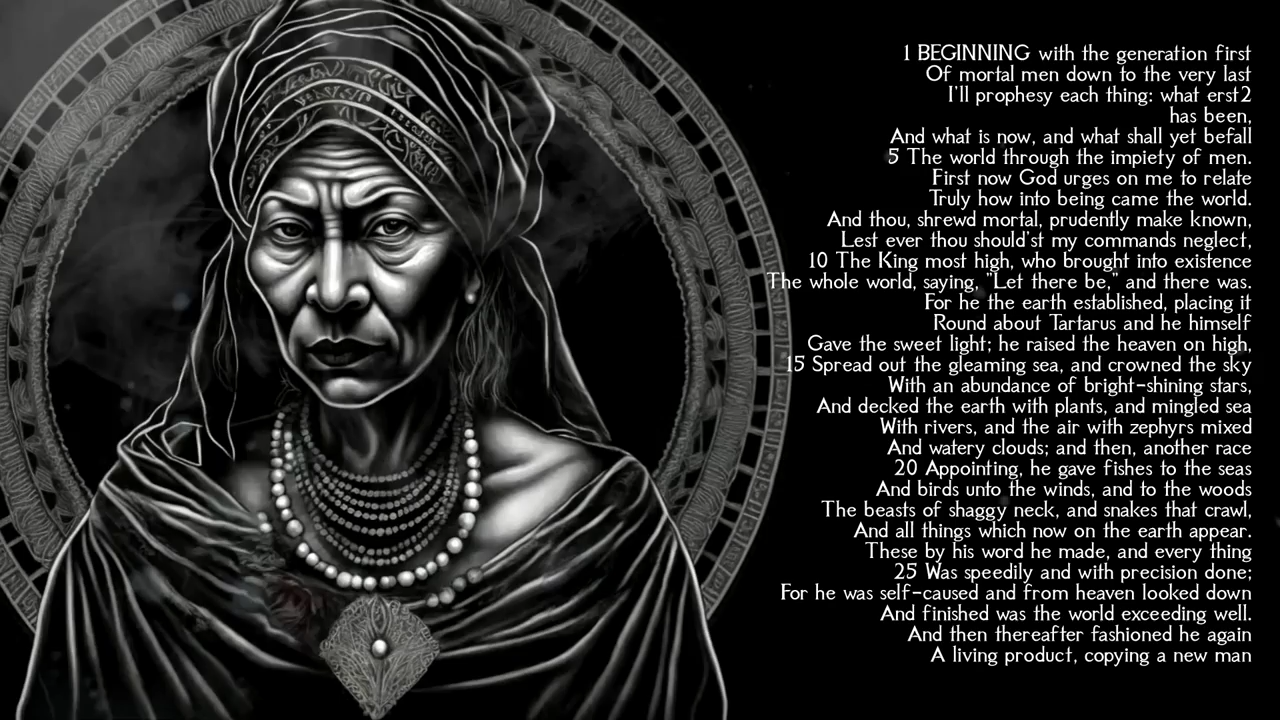 1 BEGINNING with the generation first
Of mortal men down to the very last
I'll prophesy each thing: what erst2
has been,
And what is now, and what shall yet befall
5 The world through the impiety of men.
First now God urges on me to relate
Truly how into being came the world.
And thou, shrewd mortal, prudently make known,
Lest ever thou should'st my commands neglect,
10 The King most high, who brought into existence
The whole world, saying, "Let there be," and there was.
For he the earth established, placing it
Round about Tartarus and he himself
Gave the sweet light; he raised the heaven on high,
15 Spread out the gleaming sea, and crowned the sky
With an abundance of bright-shining stars,
And decked the earth with plants, and mingled sea
With rivers, and the air with zephyrs mixed
And watery clouds; and then, another race
20 Appointing, he gave fishes to the seas
And birds unto the winds, and to the woods
The beasts of shaggy neck, and snakes that crawl,
And all things which now on the earth appear.
These by his word he made, and every thing
25 Was speedily and with precision done;
For he was self-caused and from heaven looked down
And finished was the world exceeding well.
And then thereafter fashioned he again
A living product, copying a new man